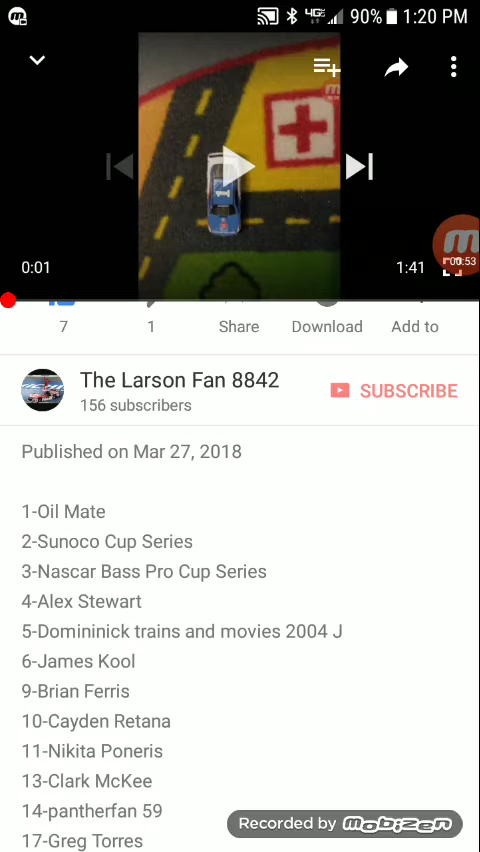 4G
90%
1:20 PM
1
0:01
1:41
00:53
7
1
Share
Download
Add to
The Larson Fan 8842
156 subscribers
SUBSCRIBE
Published on Mar 27, 2018
1-Oil Mate
2-Sunoco Cup Series
3-Nascar Bass Pro Cup Series
4-Alex Stewart
5-Domininick trains and movies 2004 J
6-James Kool
9-Brian Ferris
10-Cayden Retana
11-Nikita Poneris
13-Clark McKee
14-pantherfan 59
17-Greg Torres
Recorded by mobizen